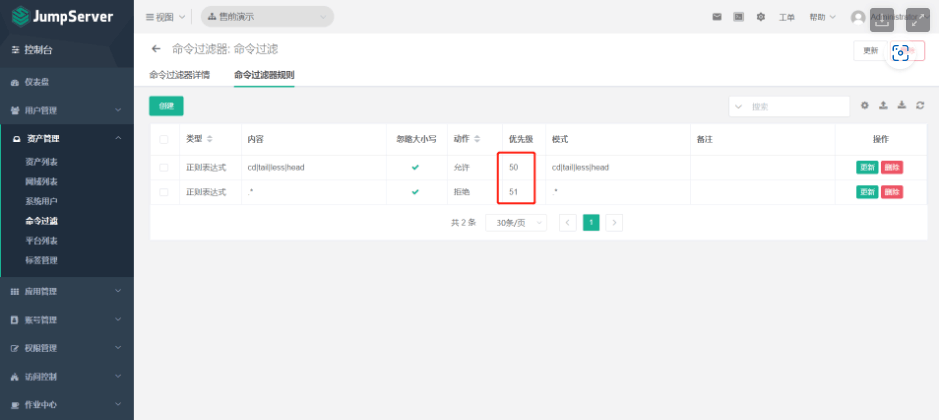 JumpServer
视图
售前演示
工单
帮助
Administrator
控制台
命令过滤器: 命令过滤
更新
命令过滤器详情
命令过滤器规则
仪表盘
用户管理
资产管理
资产列表
网域列表
系统用户
命令过滤
平台列表
标签管理
应用管理
账号管理
权限管理
访问控制
作业中心
创建
搜索
类型 内容 忽略大小写 动作 优先级 模式 备注 操作
正则表达式 cd|tail|less|head 允许 50 cd|tail|less|head 更新 删除
正则表达式 .* 拒绝 51 .* 更新 删除
共 2 条 30条/页 1